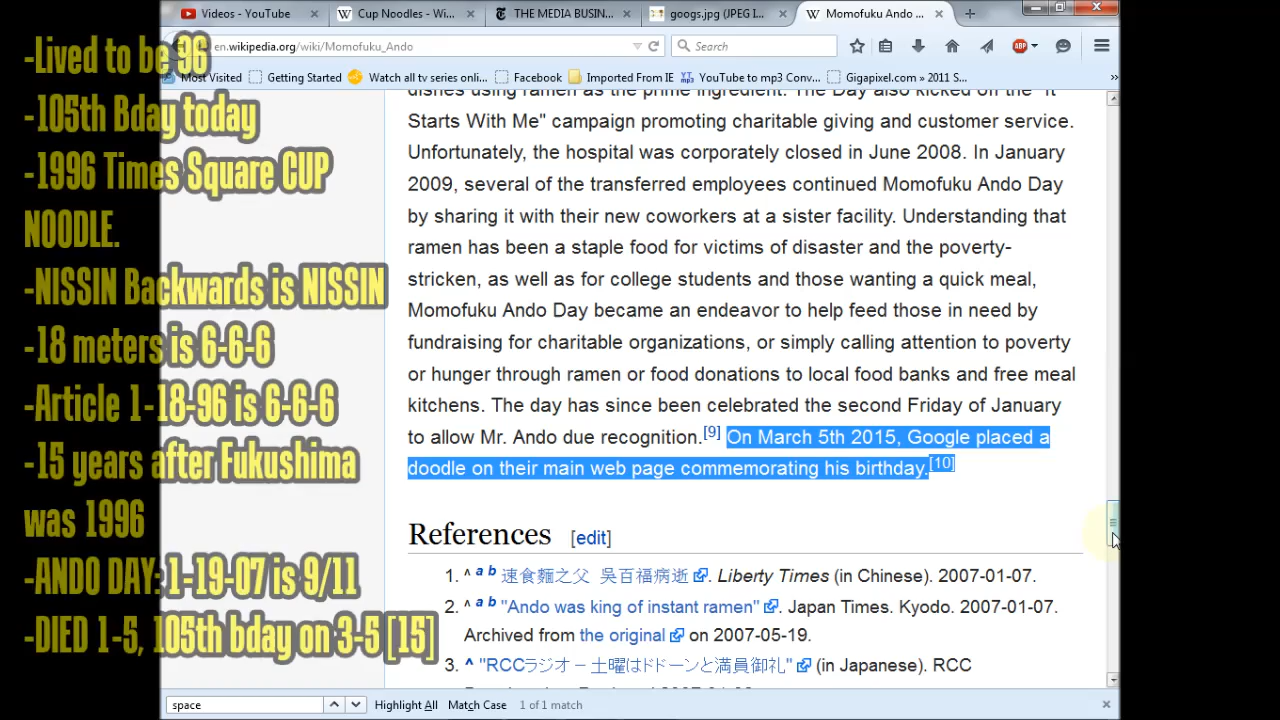 Videos - YouTube
Cup Noodles - Wi...
THE MEDIA BUSIN...
googs.jpg (JPEG I...
Momofuku Ando ...
en.wikipedia.org/wiki/Momofuku_Ando
Search
ABP
Most Visited
Getting Started
Watch all tv series onlin...
Facebook
Imported From IE
YouTube to mp3 Conv...
Gigapixel.com » 2011 S...
-Lived to be 96
-105th Bday today
-1996 Times Square CUP
NOODLE.
-NISSIN Backwards is NISSIN
-18 meters is 6-6-6
-Article 1-18-96 is 6-6-6
-15 years after Fukushima
was 1996
-ANDO DAY: 1-19-07 is 9/11
-DIED 1-5, 105th bday on 3-5 [15]
dishes using ramen as the prime ingredient. The Day also kicked off the "It
Starts With Me" campaign promoting charitable giving and customer service.
Unfortunately, the hospital was corporately closed in June 2008. In January
2009, several of the transferred employees continued Momofuku Ando Day
by sharing it with their new coworkers at a sister facility. Understanding that
ramen has been a staple food for victims of disaster and the poverty-
stricken, as well as for college students and those wanting a quick meal,
Momofuku Ando Day became an endeavor to help feed those in need by
fundraising for charitable organizations, or simply calling attention to poverty
or hunger through ramen or food donations to local food banks and free meal
kitchens. The day has since been celebrated the second Friday of January
to allow Mr. Ando due recognition.[9] On March 5th 2015, Google placed a
doodle on their main web page commemorating his birthday.[10]
References [edit]
1. ^ a b 速食麵之父 吳百福病逝. Liberty Times (in Chinese). 2007-01-07.
2. ^ a b "Ando was king of instant ramen". Japan Times. Kyodo. 2007-01-07.
Archived from the original on 2007-05-19.
3. ^ "RCCラジオ – 土曜はドドーンと満員御礼" (in Japanese). RCC
space
Highlight All
Match Case
1 of 1 match